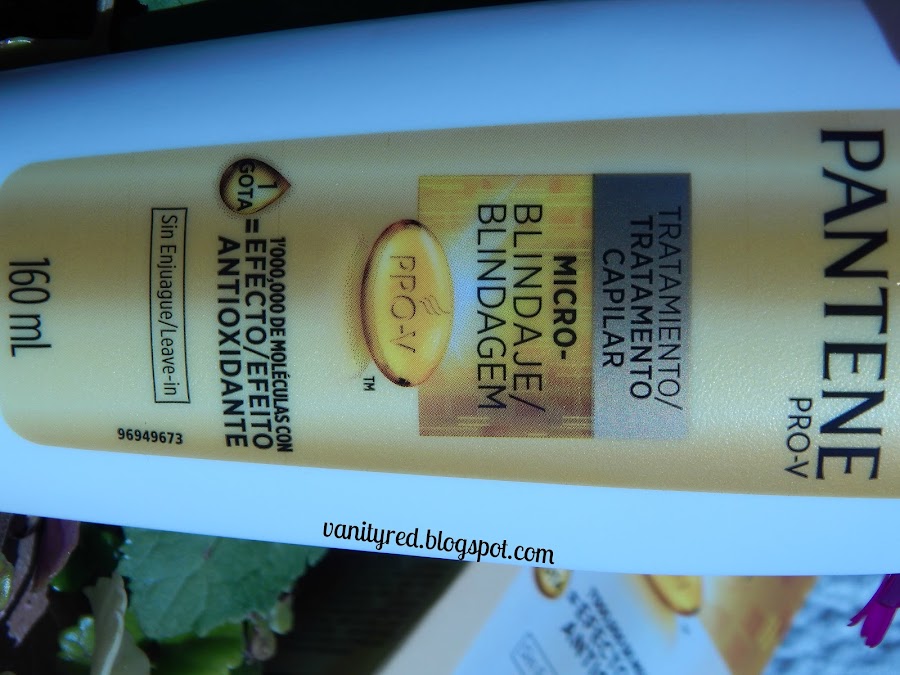 PANTENE
PRO-V
TRATAMIENTO/
TRATAMENTO
CAPILAR
MICRO-
BLINDAJE/
BLINDAGEM
PRO-V
TM
1
GOTA
1'000,000 DE MOLÉCULAS CON
= EFECTO/EFEITO
ANTIOXIDANTE
Sin Enjuague/Leave-in
96949673
160 mL
vanityred.blogspot.com